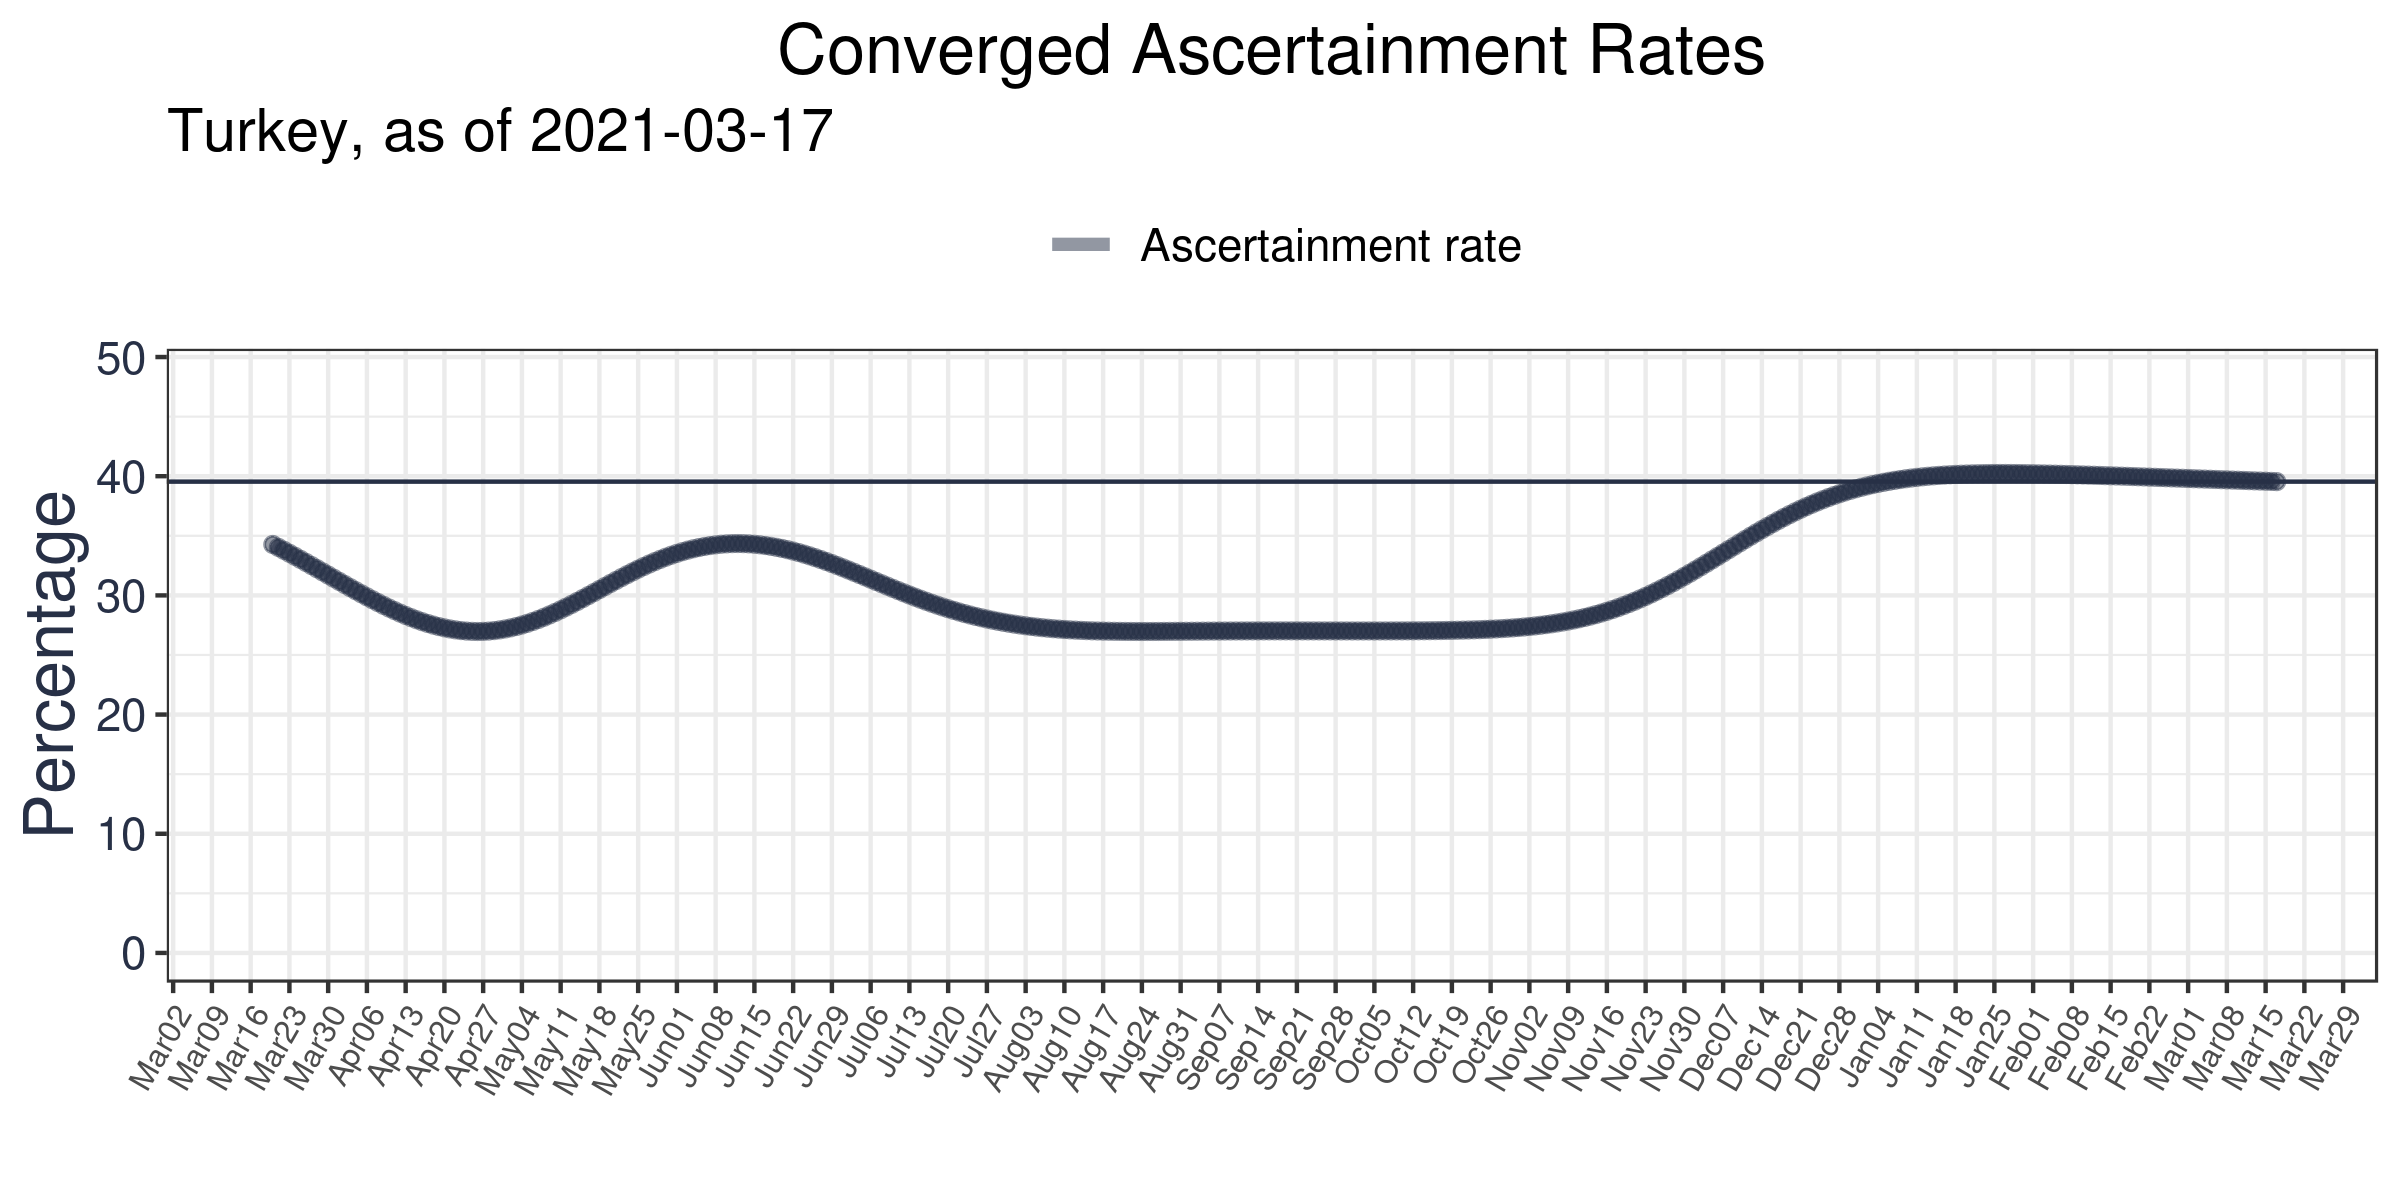 Converged Ascertainment Rates
Turkey, as of 2021-03-17
Ascertainment rate
Percentage
50
40
30
20
10
0
Mar02 Mar09 Mar16 Mar23 Mar30 Apr06 Apr13 Apr20 Apr27 May04 May11 May18 May25 Jun01 Jun08 Jun15 Jun22 Jun29 Jul06 Jul13 Jul20 Jul27 Aug03 Aug10 Aug17 Aug24 Aug31 Sep07 Sep14 Sep21 Sep28 Oct05 Oct12 Oct19 Oct26 Nov02 Nov09 Nov16 Nov23 Nov30 Dec07 Dec14 Dec21 Dec28 Jan04 Jan11 Jan18 Jan25 Feb01 Feb08 Feb15 Feb22 Mar01 Mar08 Mar15 Mar22 Mar29